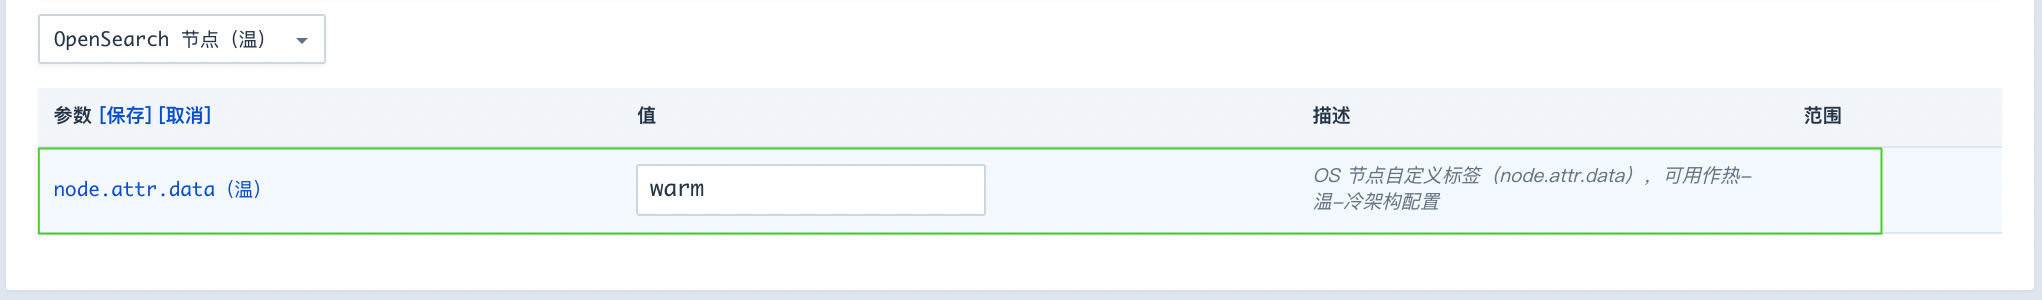 OpenSearch 节点（温）
参数 [保存] [取消] 值 描述 范围
node.attr.data（温） warm OS 节点自定义标签（node.attr.data），可用作热-
温-冷架构配置